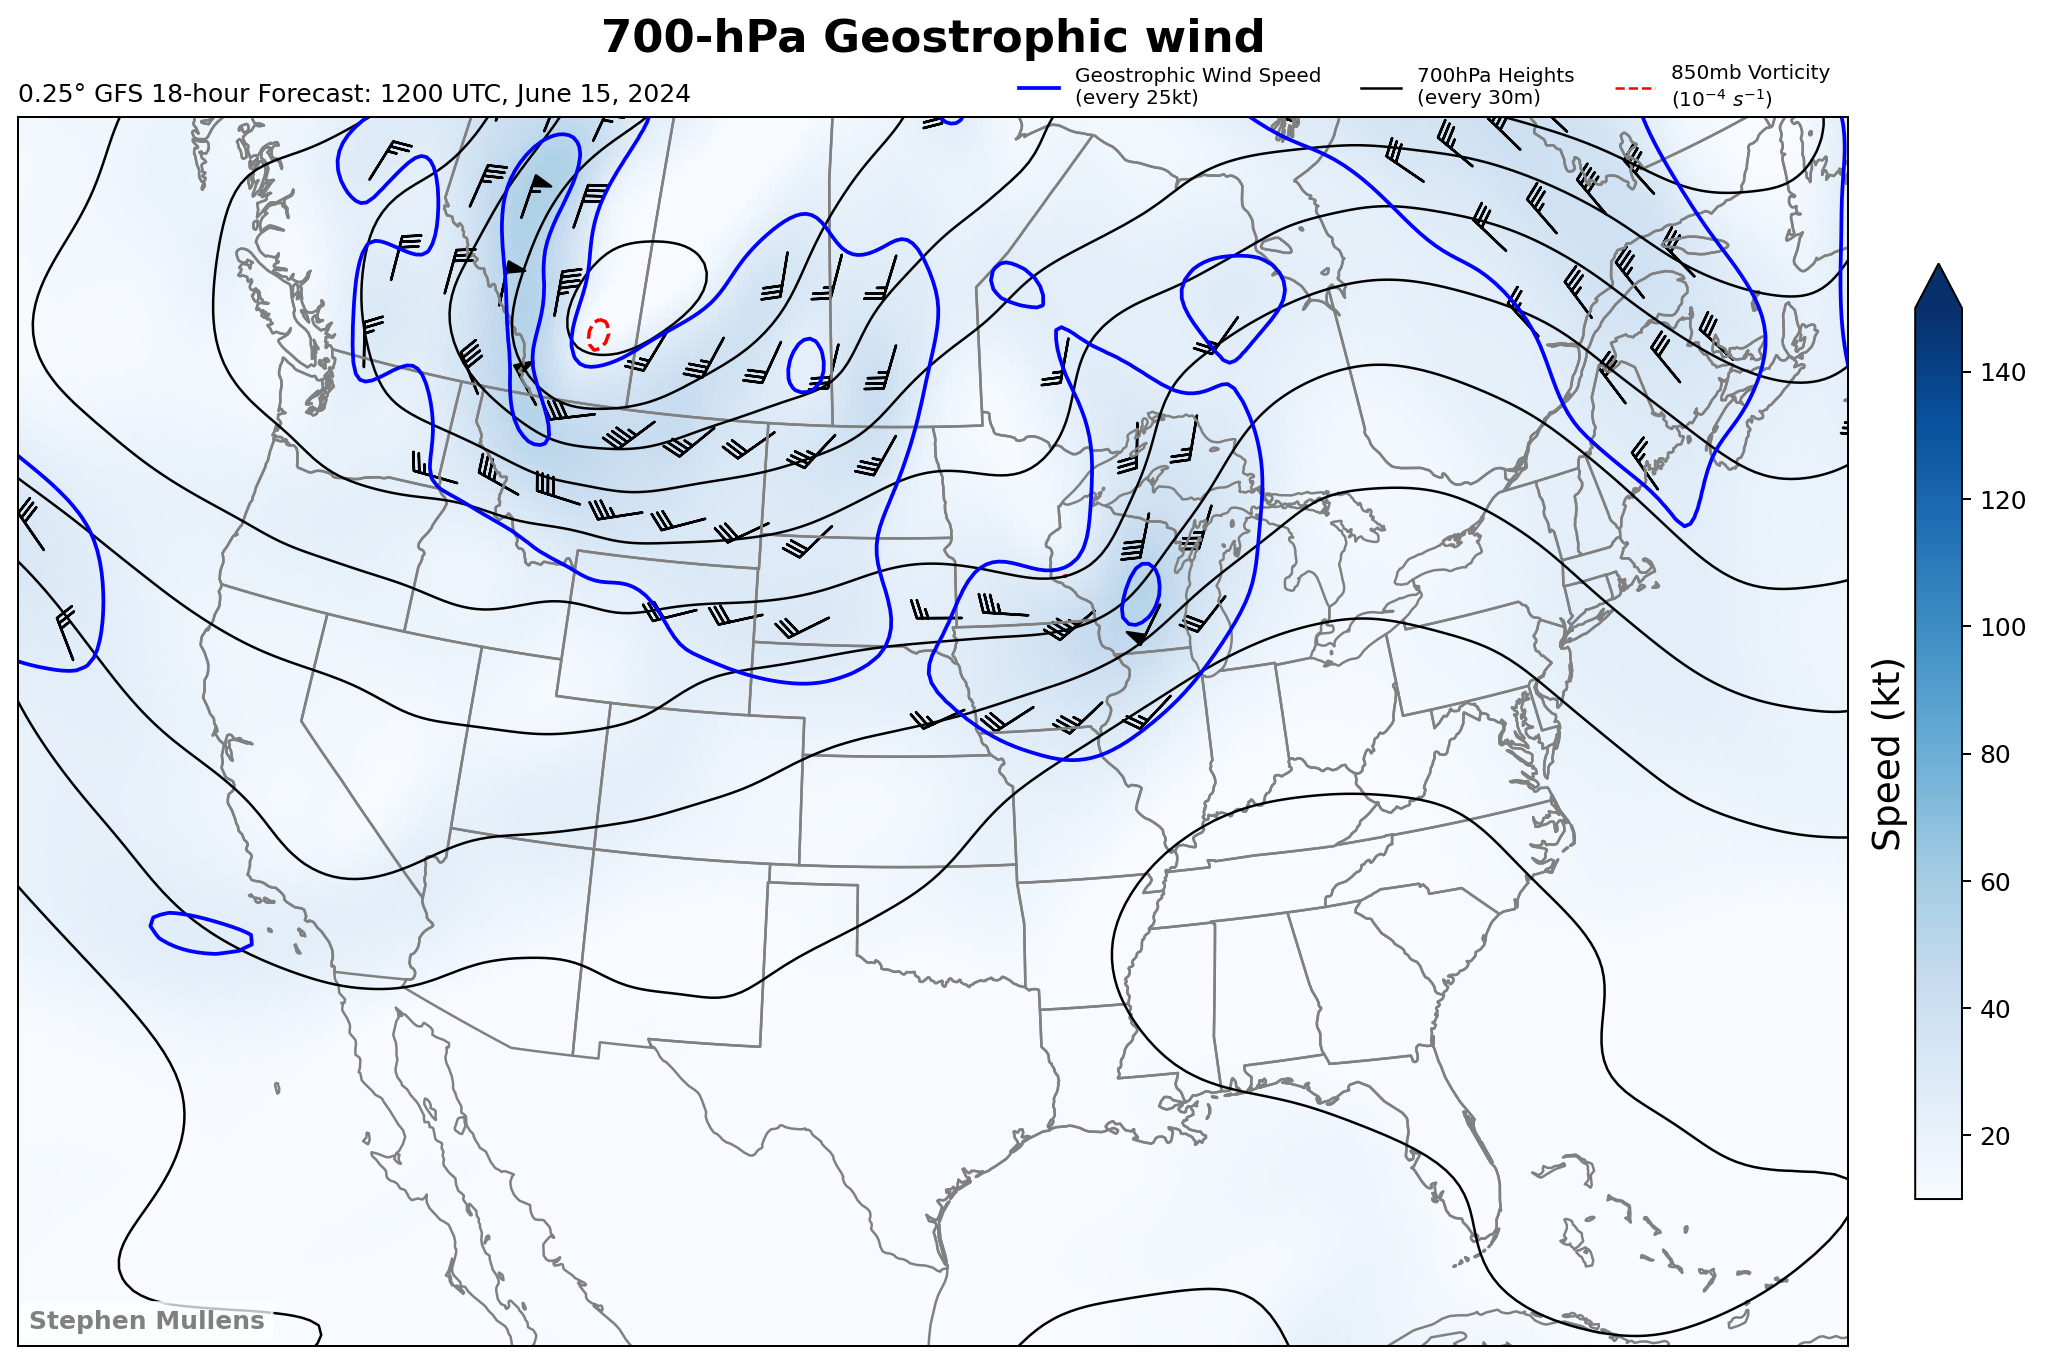 700-hPa Geostrophic wind
0.25° GFS 18-hour Forecast: 1200 UTC, June 15, 2024
Geostrophic Wind Speed
(every 25kt)
700hPa Heights
(every 30m)
850mb Vorticity
(10⁻⁴ s⁻¹)
140
120
100
80
60
40
20
Speed (kt)
Stephen Mullens